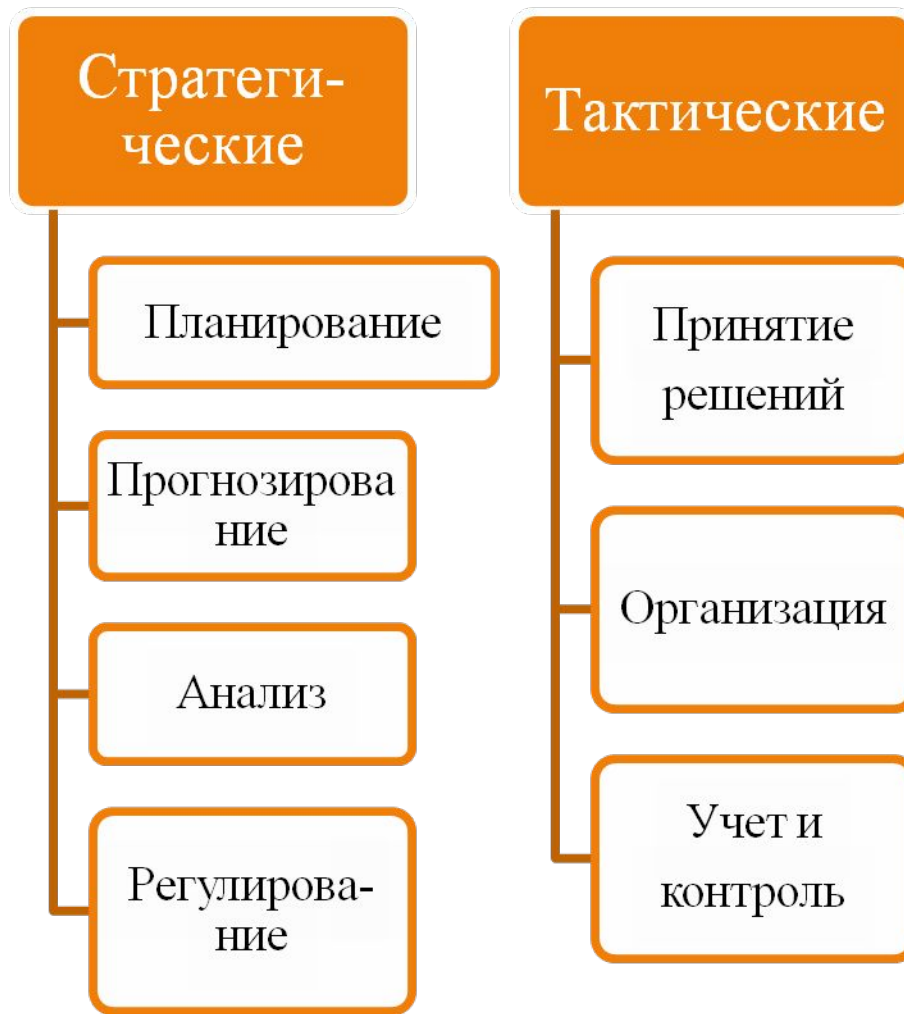 Стратеги-
ческие
Планирование
Прогнозирова
ние
Анализ
Регулирова-
ние
Тактические
Принятие
решений
Организация
Учет и
контроль